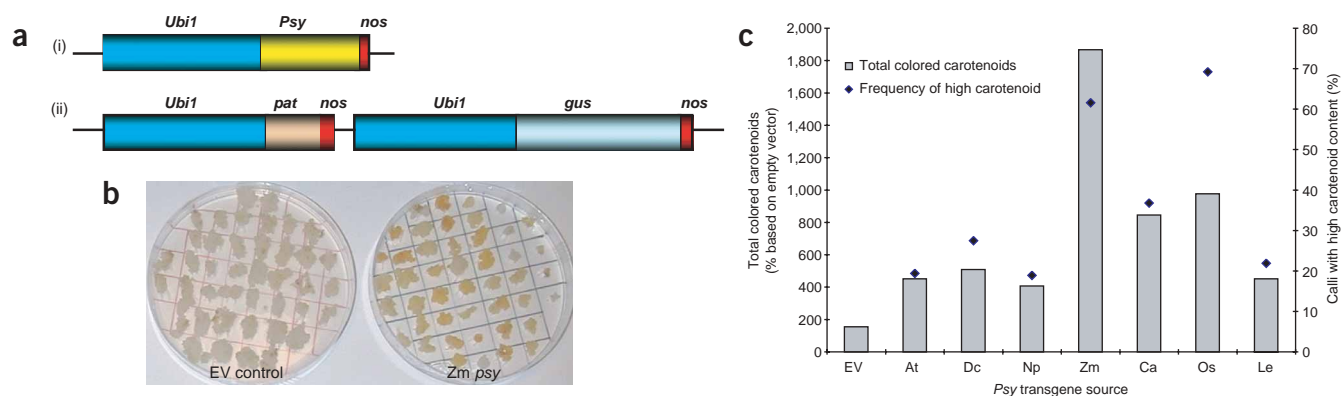 a
(i)
Ubi1 Psy nos
(ii)
Ubi1 pat nos Ubi1 gus nos
b
EV control
Zm psy
c
Total colored carotenoids
(% based on empty vector)
2,000
1,800
1,600
1,400
1,200
1,000
800
600
400
200
0
Total colored carotenoids
Frequency of high carotenoid
80
70
60
50
40
30
20
10
0
Calli with high carotenoid content (%)
EV At Dc Np Zm Ca Os Le
Psy transgene source